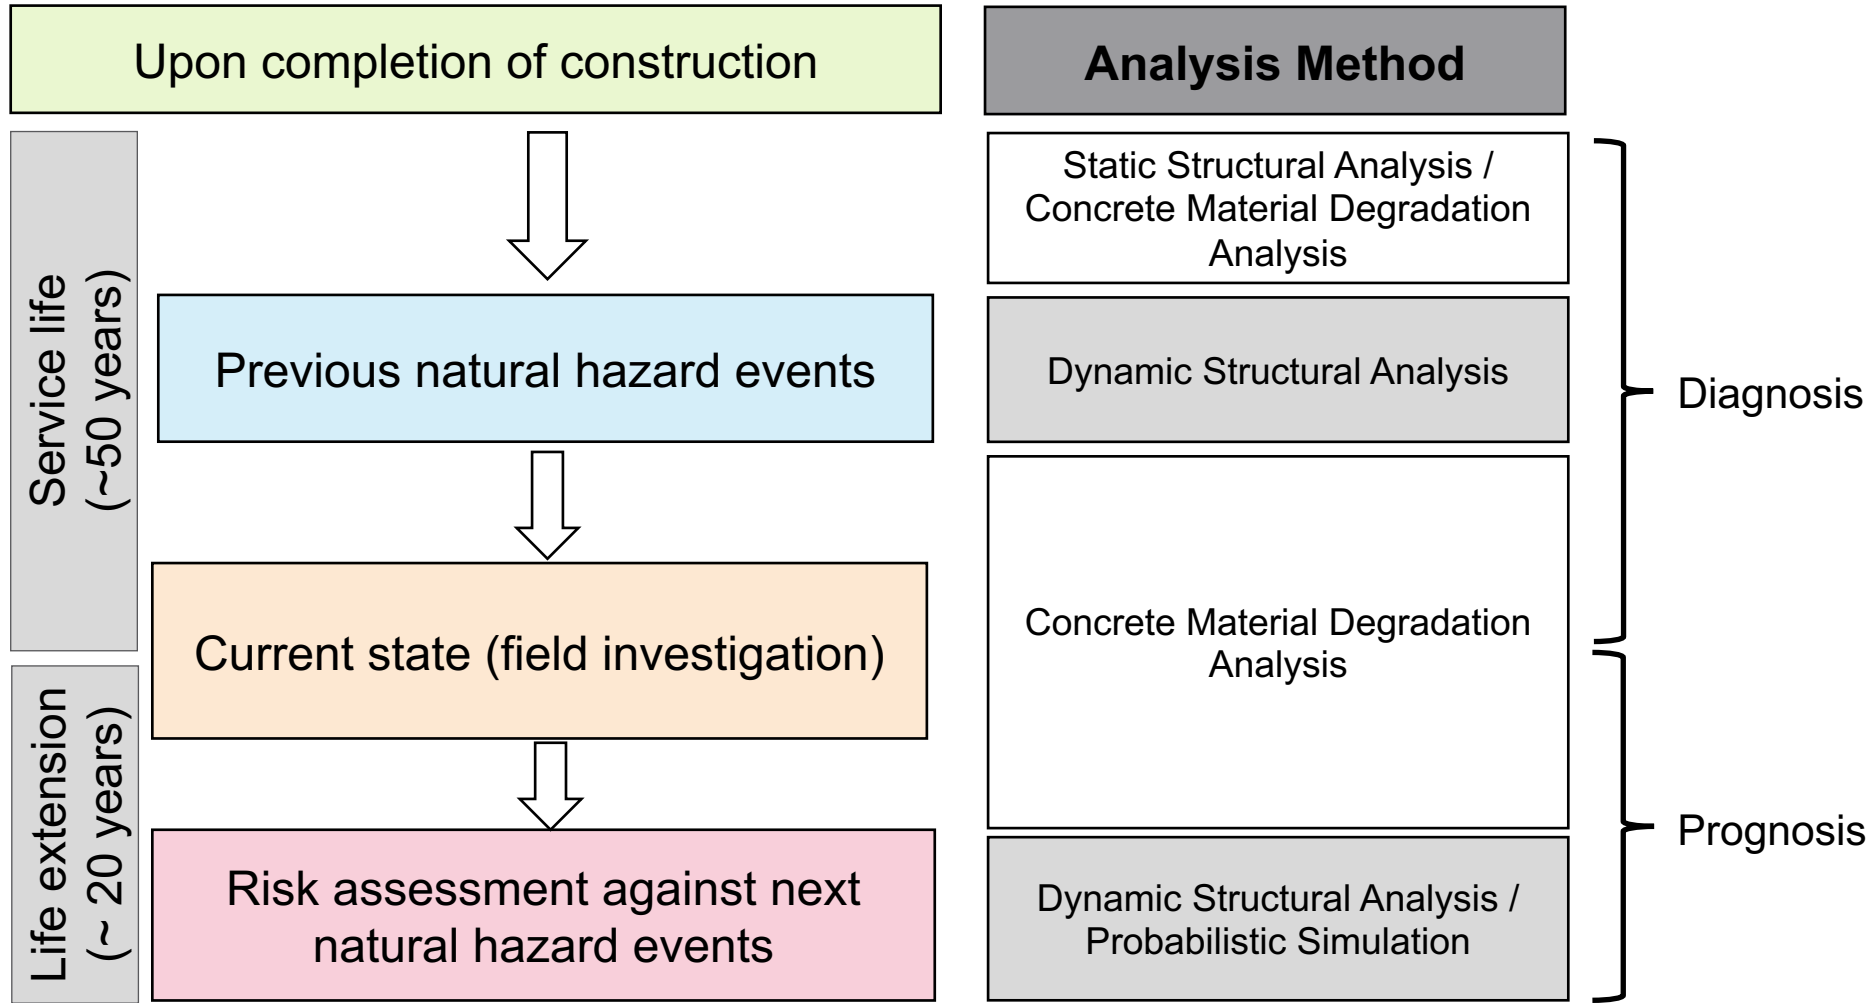 Upon completion of construction
Analysis Method
Service life
(~50 years)
Static Structural Analysis /
Concrete Material Degradation
Analysis
Previous natural hazard events
Dynamic Structural Analysis
Diagnosis
Current state (field investigation)
Concrete Material Degradation
Analysis
Life extension
(~ 20 years)
Prognosis
Risk assessment against next
natural hazard events
Dynamic Structural Analysis /
Probabilistic Simulation